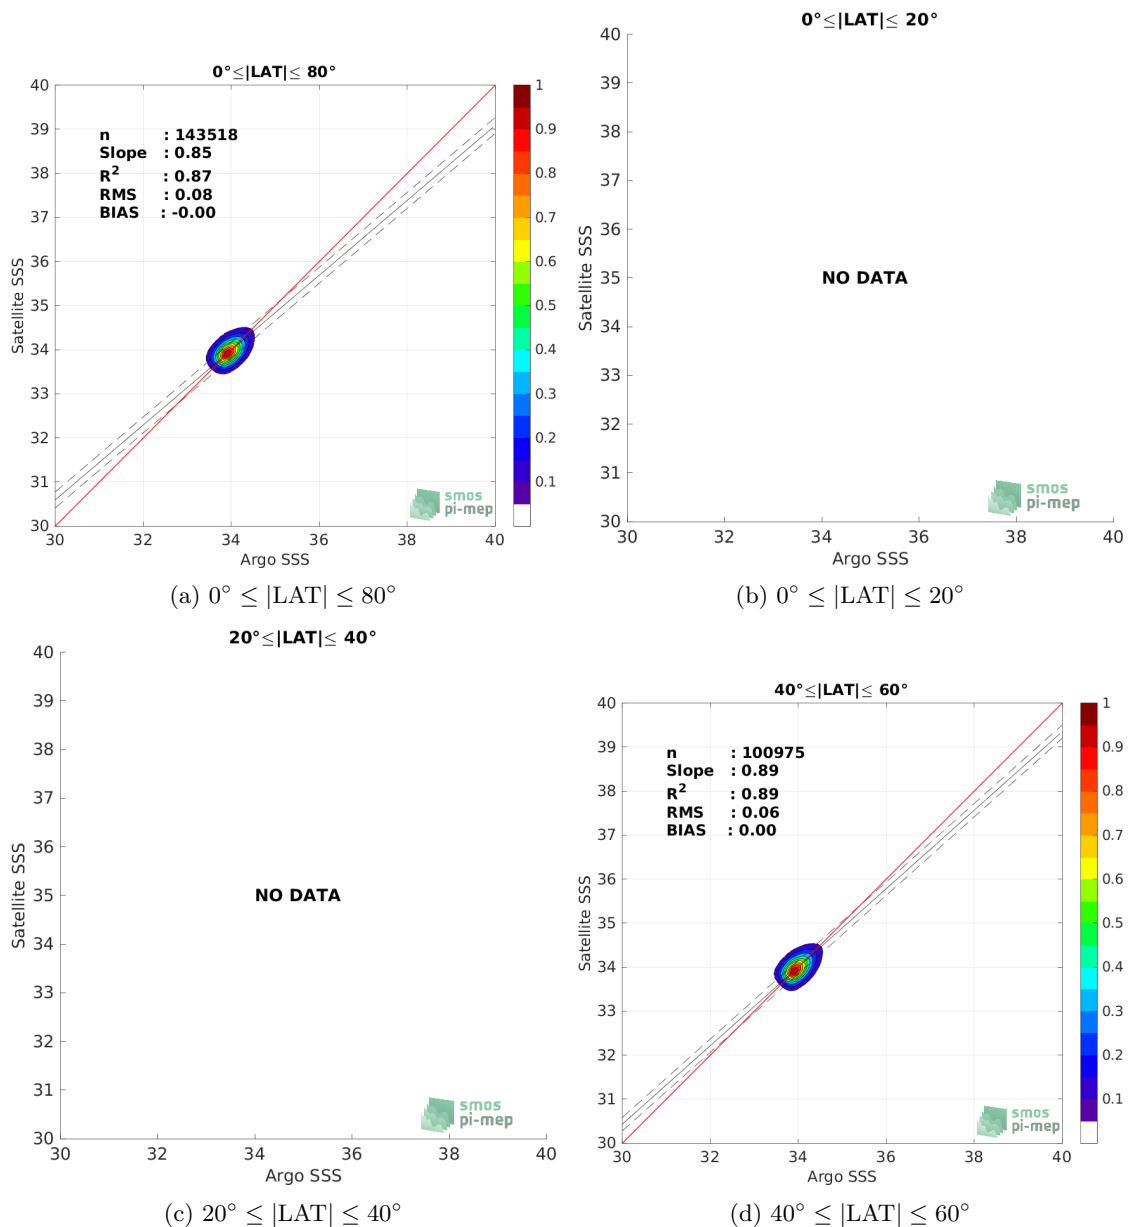 0°≤|LAT|≤ 80°
40
39
38
37
36
35
34
33
32
31
30
Satellite SSS
n : 143518
Slope : 0.85
R² : 0.87
RMS : 0.08
BIAS : -0.00
smos
pi-mep
30 32 34 36 38 40
Argo SSS
1
0.9
0.8
0.7
0.6
0.5
0.4
0.3
0.2
0.1
(a) 0° ≤ |LAT| ≤ 80°
0°≤|LAT|≤ 20°
40
39
38
37
36
35
34
33
32
31
30
Satellite SSS
NO DATA
smos
pi-mep
30 32 34 36 38 40
Argo SSS
(b) 0° ≤ |LAT| ≤ 20°
20°≤|LAT|≤ 40°
40
39
38
37
36
35
34
33
32
31
30
Satellite SSS
NO DATA
smos
pi-mep
30 32 34 36 38 40
Argo SSS
(c) 20° ≤ |LAT| ≤ 40°
40°≤|LAT|≤ 60°
40
39
38
37
36
35
34
33
32
31
30
Satellite SSS
n : 100975
Slope : 0.89
R² : 0.89
RMS : 0.06
BIAS : 0.00
smos
pi-mep
30 32 34 36 38 40
Argo SSS
1
0.9
0.8
0.7
0.6
0.5
0.4
0.3
0.2
0.1
(d) 40° ≤ |LAT| ≤ 60°